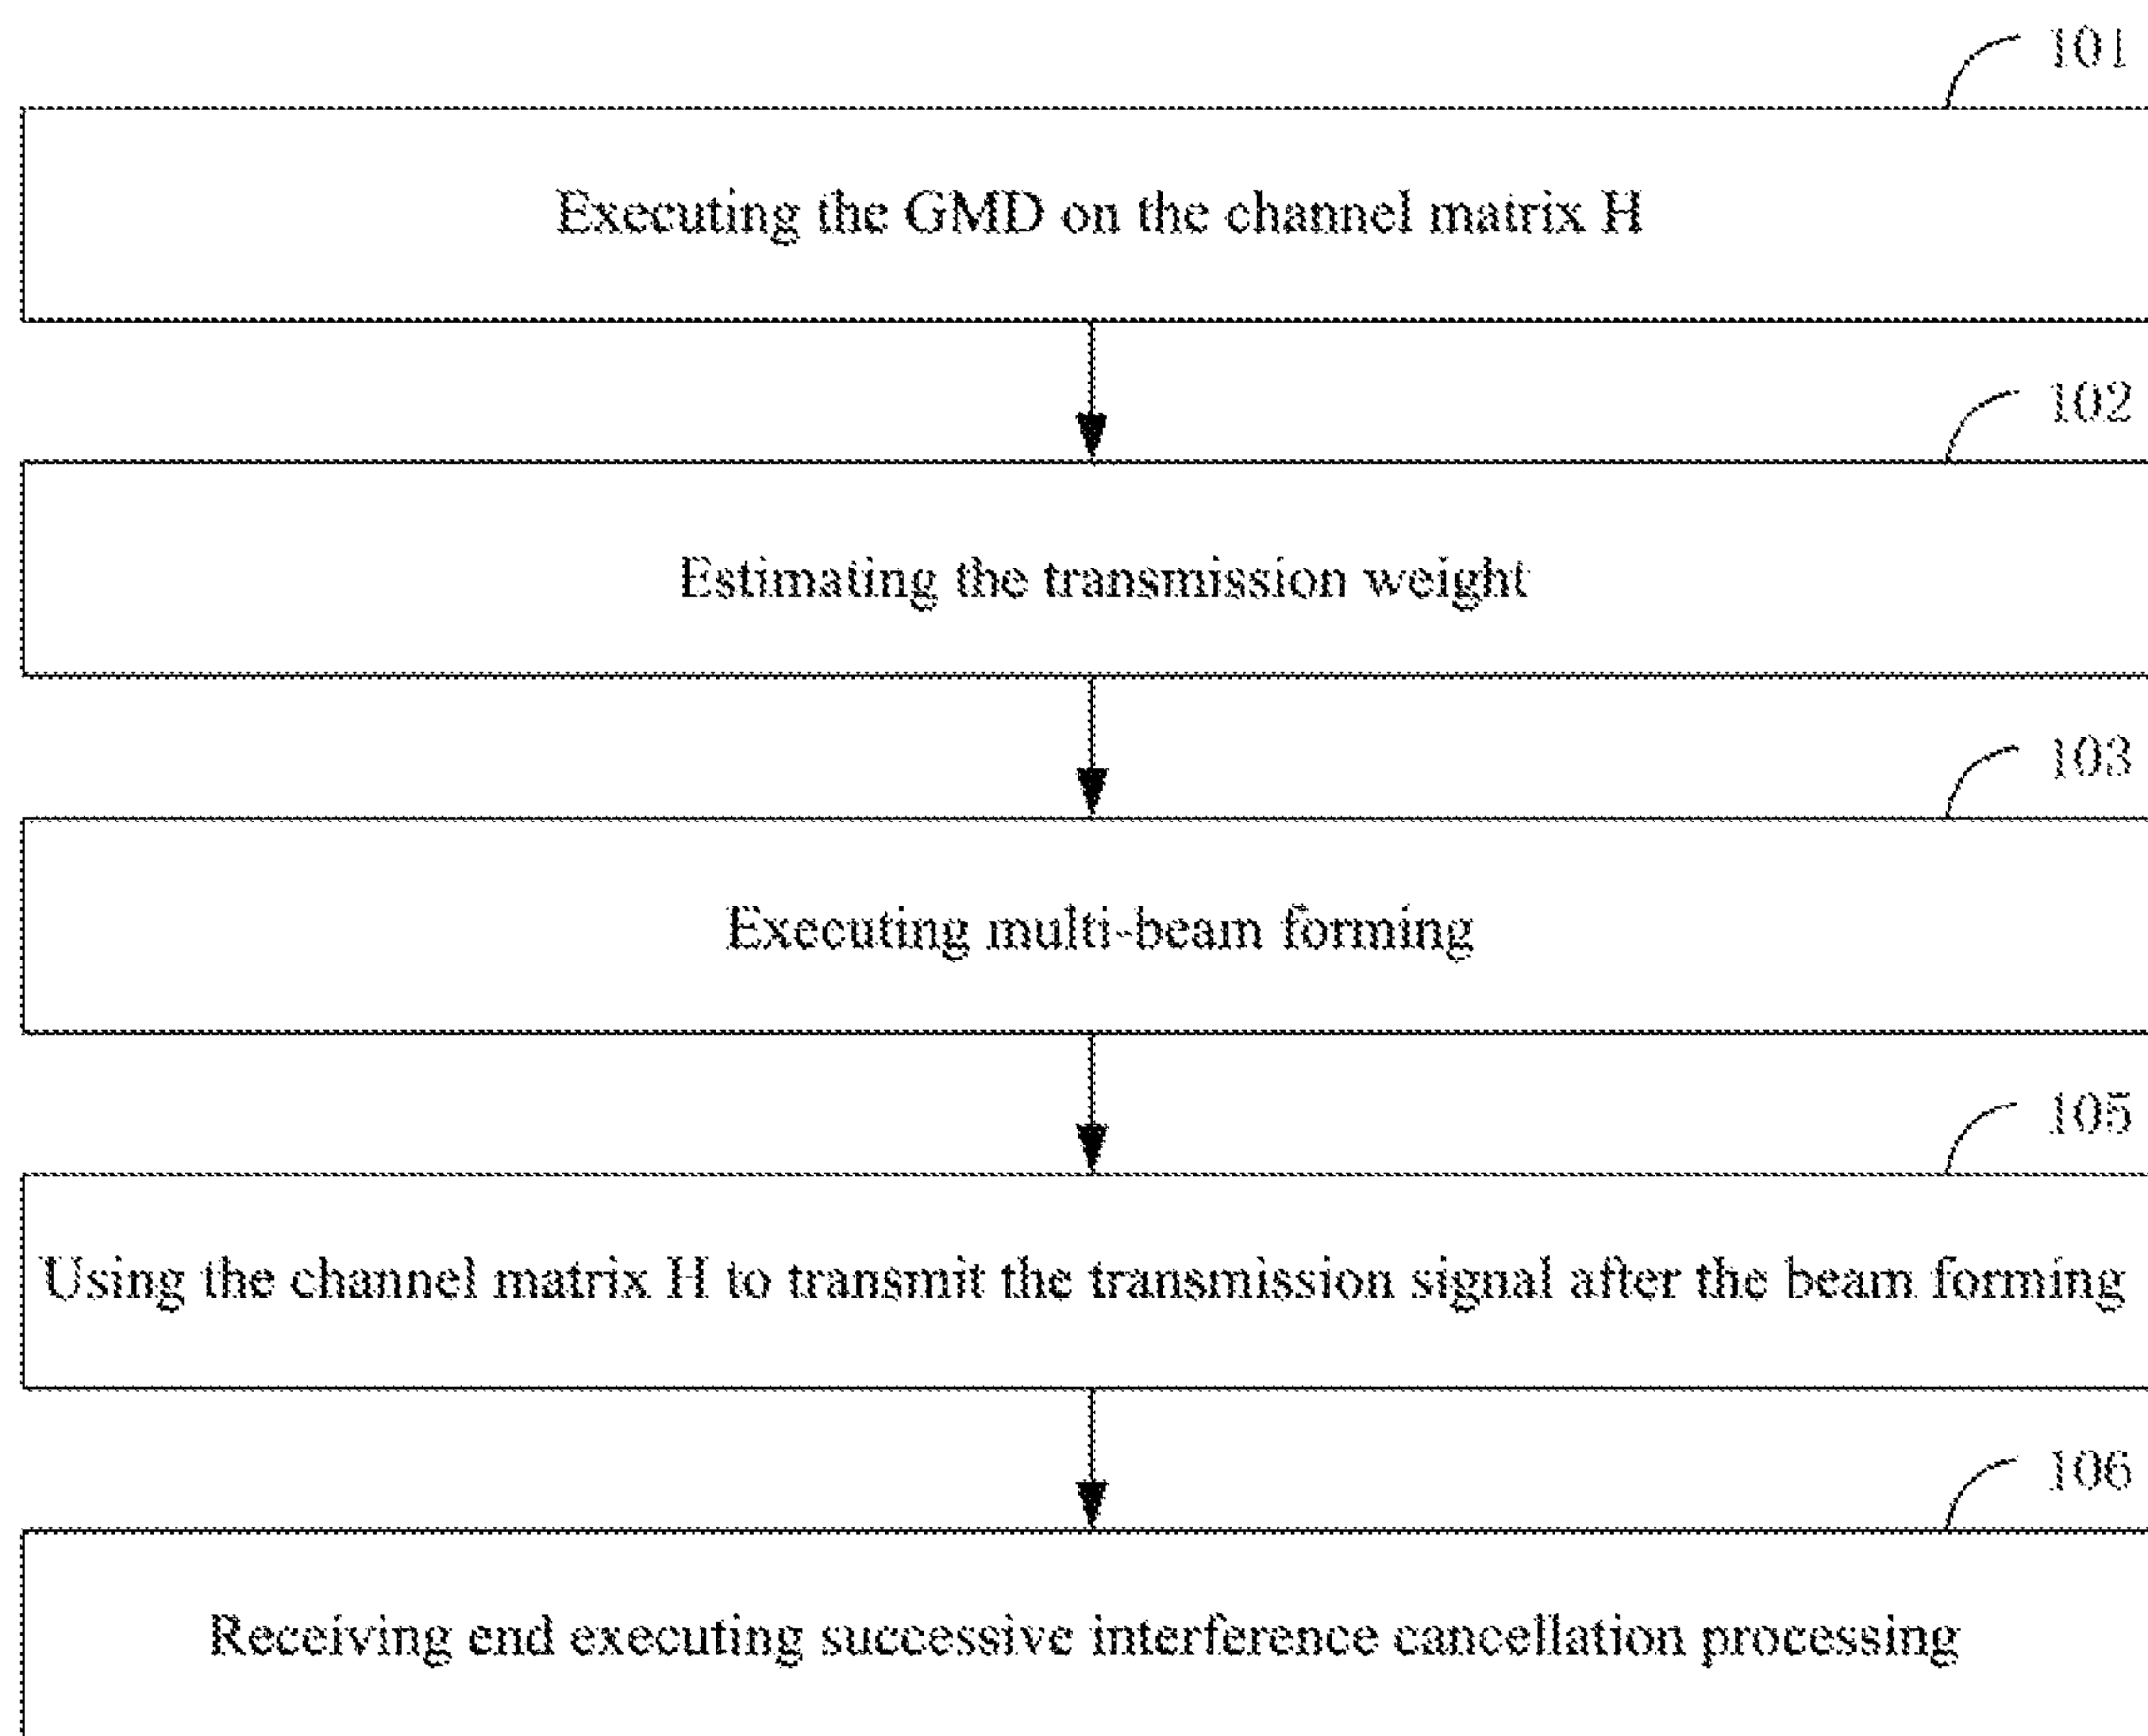 101
Executing the GMD on the channel matrix H
102
Estimating the transmission weight
103
Executing multi-beam forming
105
Using the channel matrix H to transmit the transmission signal after the beam forming
106
Receiving end executing successive interference cancellation processing